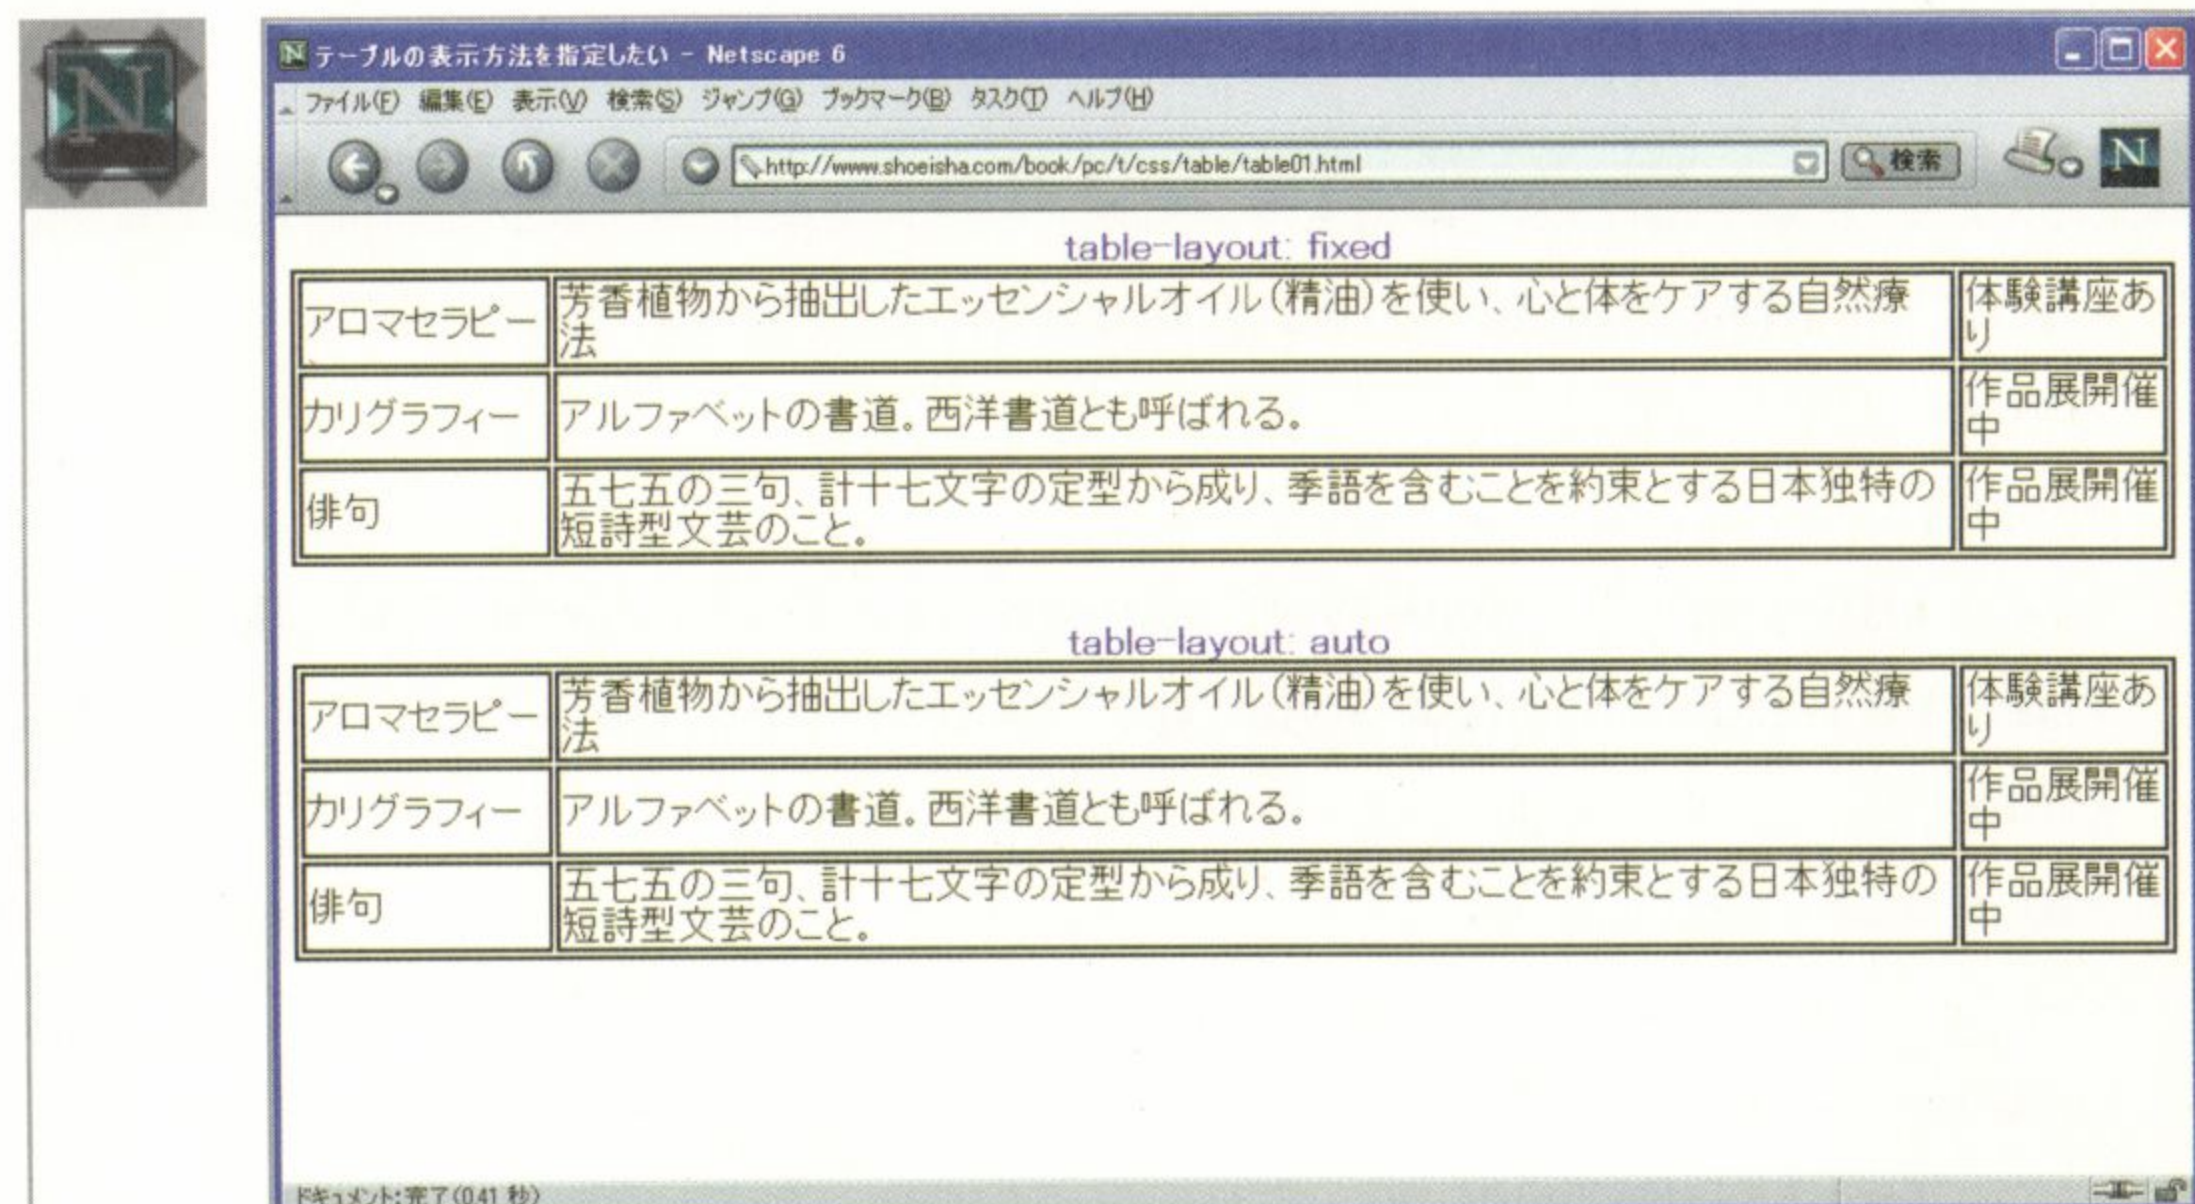 N
テーブルの表示方法を指定したい - Netscape 6
ファイル(F) 編集(E) 表示(V) 検索(S) ジャンプ(G) ブックマーク(B) タスク(T) ヘルプ(H)
http://www.shoeisha.com/book/pc/t/css/table/table01.html 検索 N
table-layout: fixed
アロマセラピー
芳香植物から抽出したエッセンシャルオイル(精油)を使い、心と体をケアする自然療
法
体験講座あ
り
カリグラフィー
アルファベットの書道。西洋書道とも呼ばれる。
作品展開催
中
俳句
五七五の三句、計十七文字の定型から成り、季語を含むことを約束とする日本独特の
短詩型文芸のこと。
作品展開催
中
table-layout: auto
アロマセラピー
芳香植物から抽出したエッセンシャルオイル(精油)を使い、心と体をケアする自然療
法
体験講座あ
り
カリグラフィー
アルファベットの書道。西洋書道とも呼ばれる。
作品展開催
中
俳句
五七五の三句、計十七文字の定型から成り、季語を含むことを約束とする日本独特の
短詩型文芸のこと。
作品展開催
中
ドキュメント: 完了(0.41 秒)